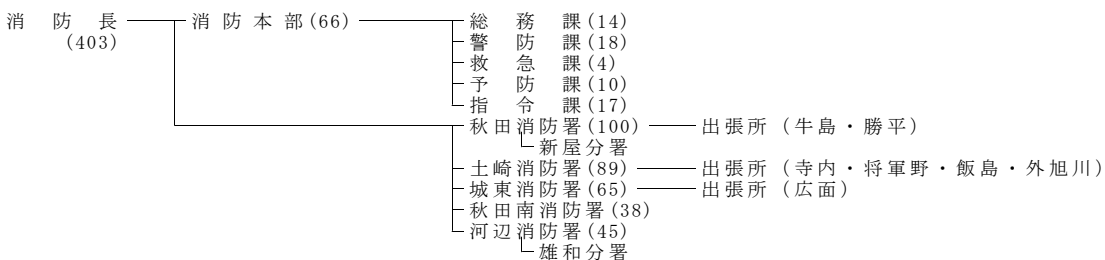 消防長 消防本部(66) 総務課(14)
(403) 警防課(18)
救急課(4)
予防課(10)
指令課(17)
秋田消防署(100) 出張所(牛島・勝平)
新屋分署
土崎消防署(89) 出張所(寺内・将軍野・飯島・外旭川)
城東消防署(65) 出張所(広面)
秋田南消防署(38)
河辺消防署(45)
雄和分署